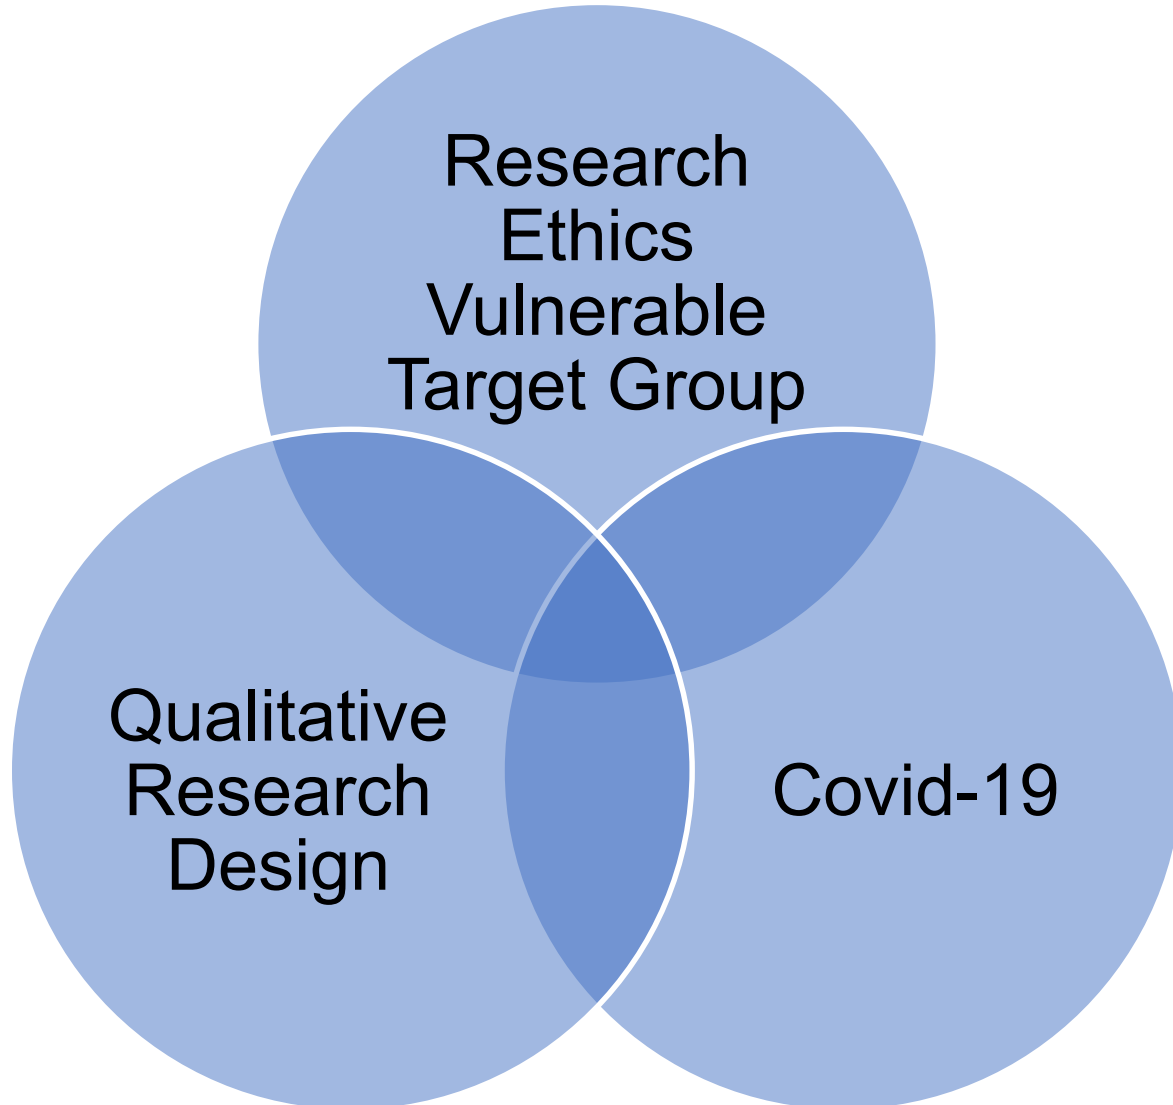 Research
Ethics
Vulnerable
Target Group
Qualitative
Research
Design
Covid-19